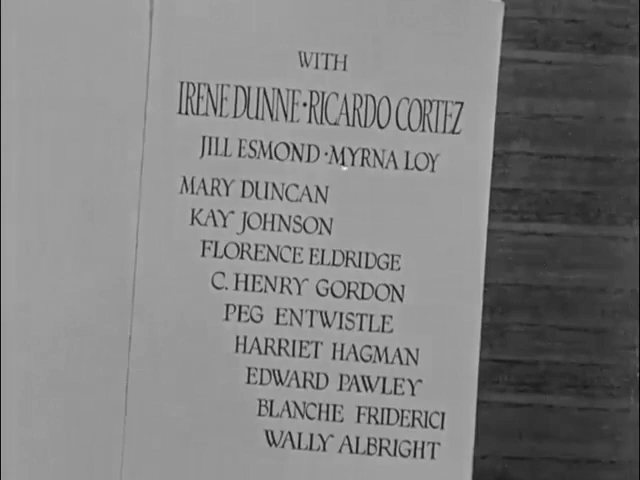 WITH
IRENE DUNNE · RICARDO CORTEZ
JILL ESMOND · MYRNA LOY
MARY DUNCAN
KAY JOHNSON
FLORENCE ELDRIDGE
C. HENRY GORDON
PEG ENTWISTLE
HARRIET HAGMAN
EDWARD PAWLEY
BLANCHE FRIDERICI
WALLY ALBRIGHT